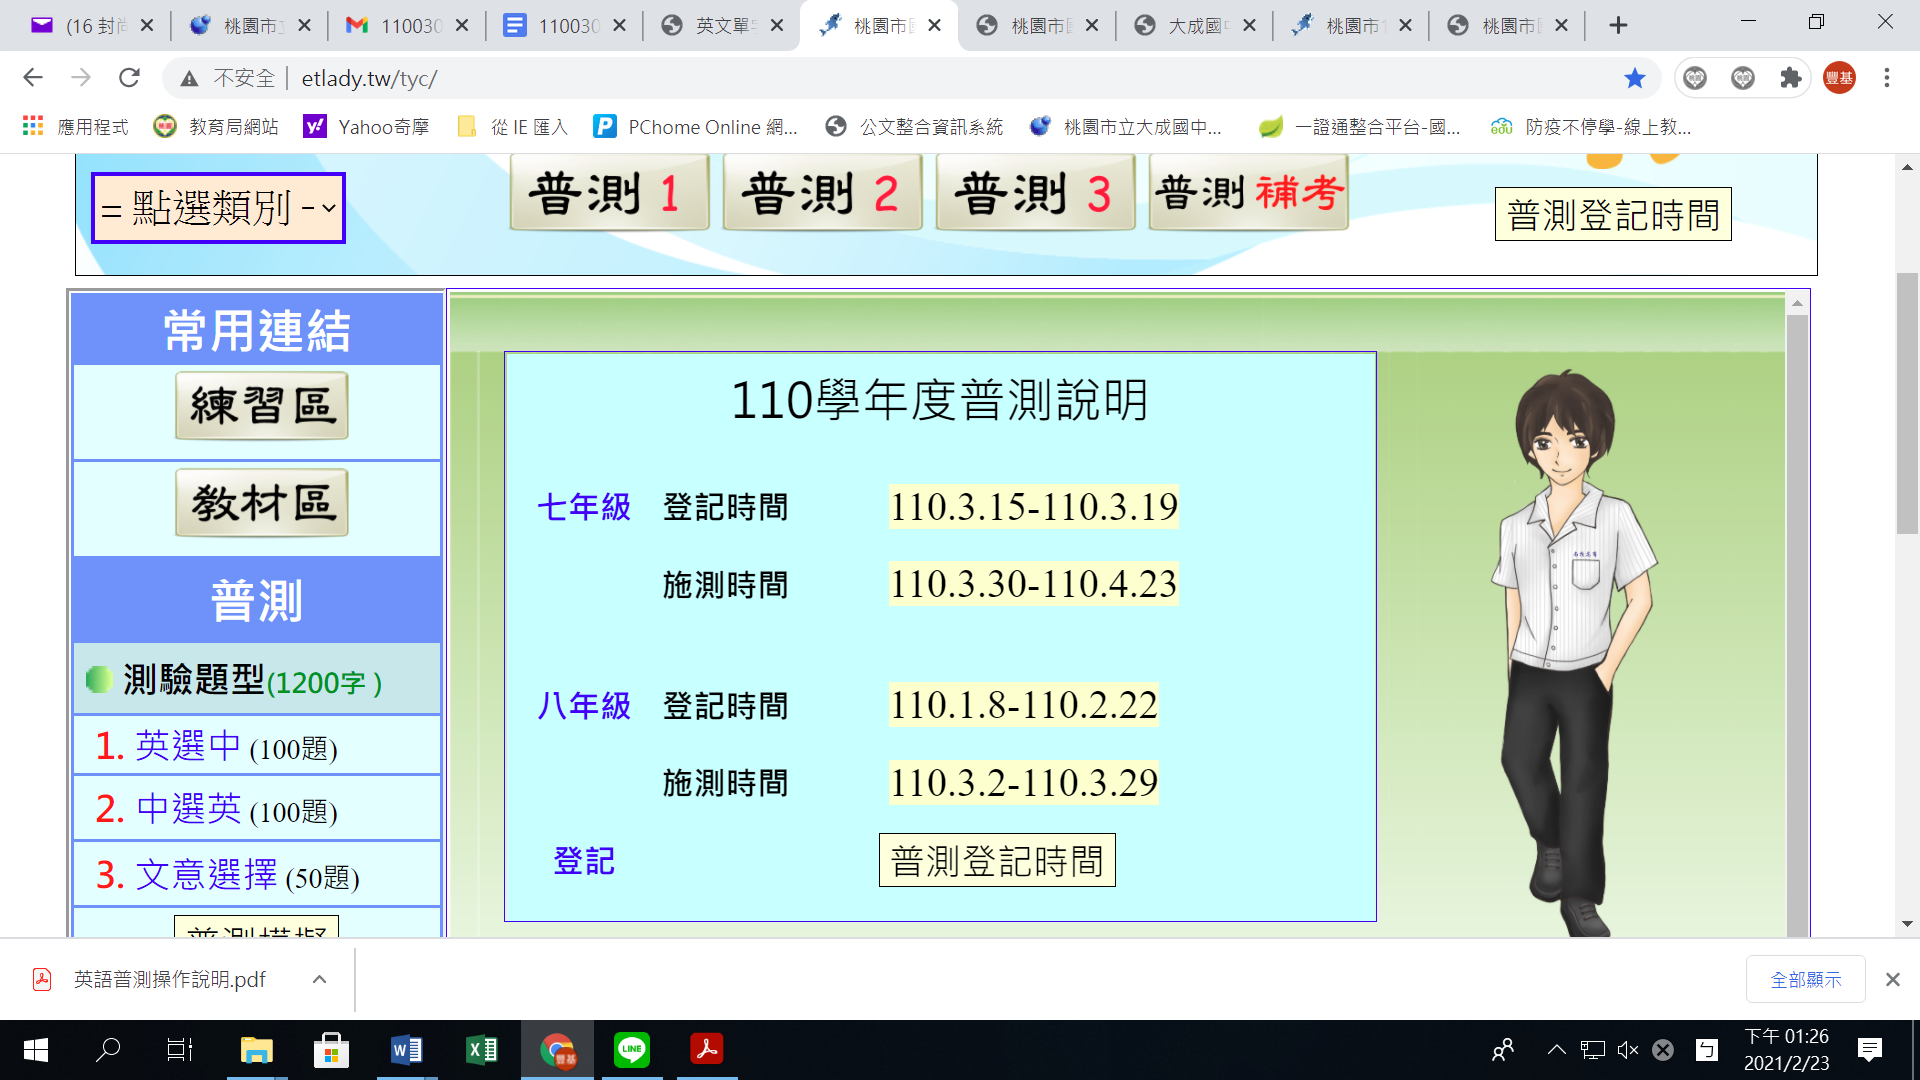 (16 封
桃園市立
110030
110030
英文單
桃園市
桃園市
大成國
桃園市
桃園市
不安全 | etlady.tw/tyc/
豐基
應用程式
教育局網站
Yahoo奇摩
從 IE 匯入
PChome Online 網...
公文整合資訊系統
桃園市立大成國中...
一證通整合平台-國...
防疫不停學-線上教...
= 點選類別 -
普測 1
普測 2
普測 3
普測 補考
普測登記時間
常用連結
練習區
教材區
普測
測驗題型(1200字 )
1. 英選中 (100題)
2. 中選英 (100題)
3. 文意選擇 (50題)
110學年度普測說明
七年級 登記時間 110.3.15-110.3.19
施測時間 110.3.30-110.4.23
八年級 登記時間 110.1.8-110.2.22
施測時間 110.3.2-110.3.29
登記 普測登記時間
英語普測操作說明.pdf
全部顯示
LINE
豐基
下午 01:26
2021/2/23